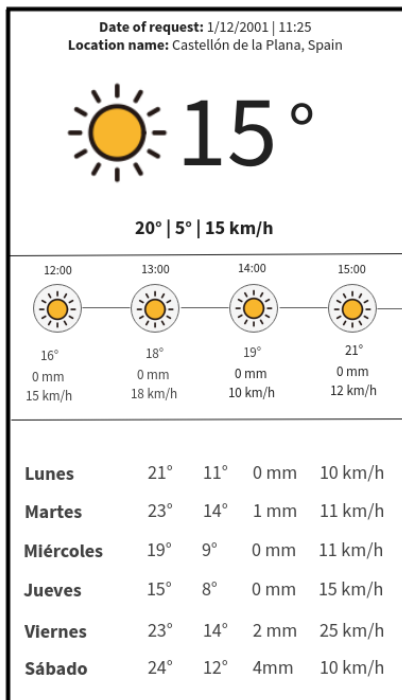 Date of request: 1/12/2001 | 11:25
Location name: Castellón de la Plana, Spain
15°
20° | 5° | 15 km/h
12:00 13:00 14:00 15:00
16° 18° 19° 21°
0 mm 0 mm 0 mm 0 mm
15 km/h 18 km/h 10 km/h 12 km/h
Lunes 21° 11° 0 mm 10 km/h
Martes 23° 14° 1 mm 11 km/h
Miércoles 19° 9° 0 mm 11 km/h
Jueves 15° 8° 0 mm 15 km/h
Viernes 23° 14° 2 mm 25 km/h
Sábado 24° 12° 4mm 10 km/h